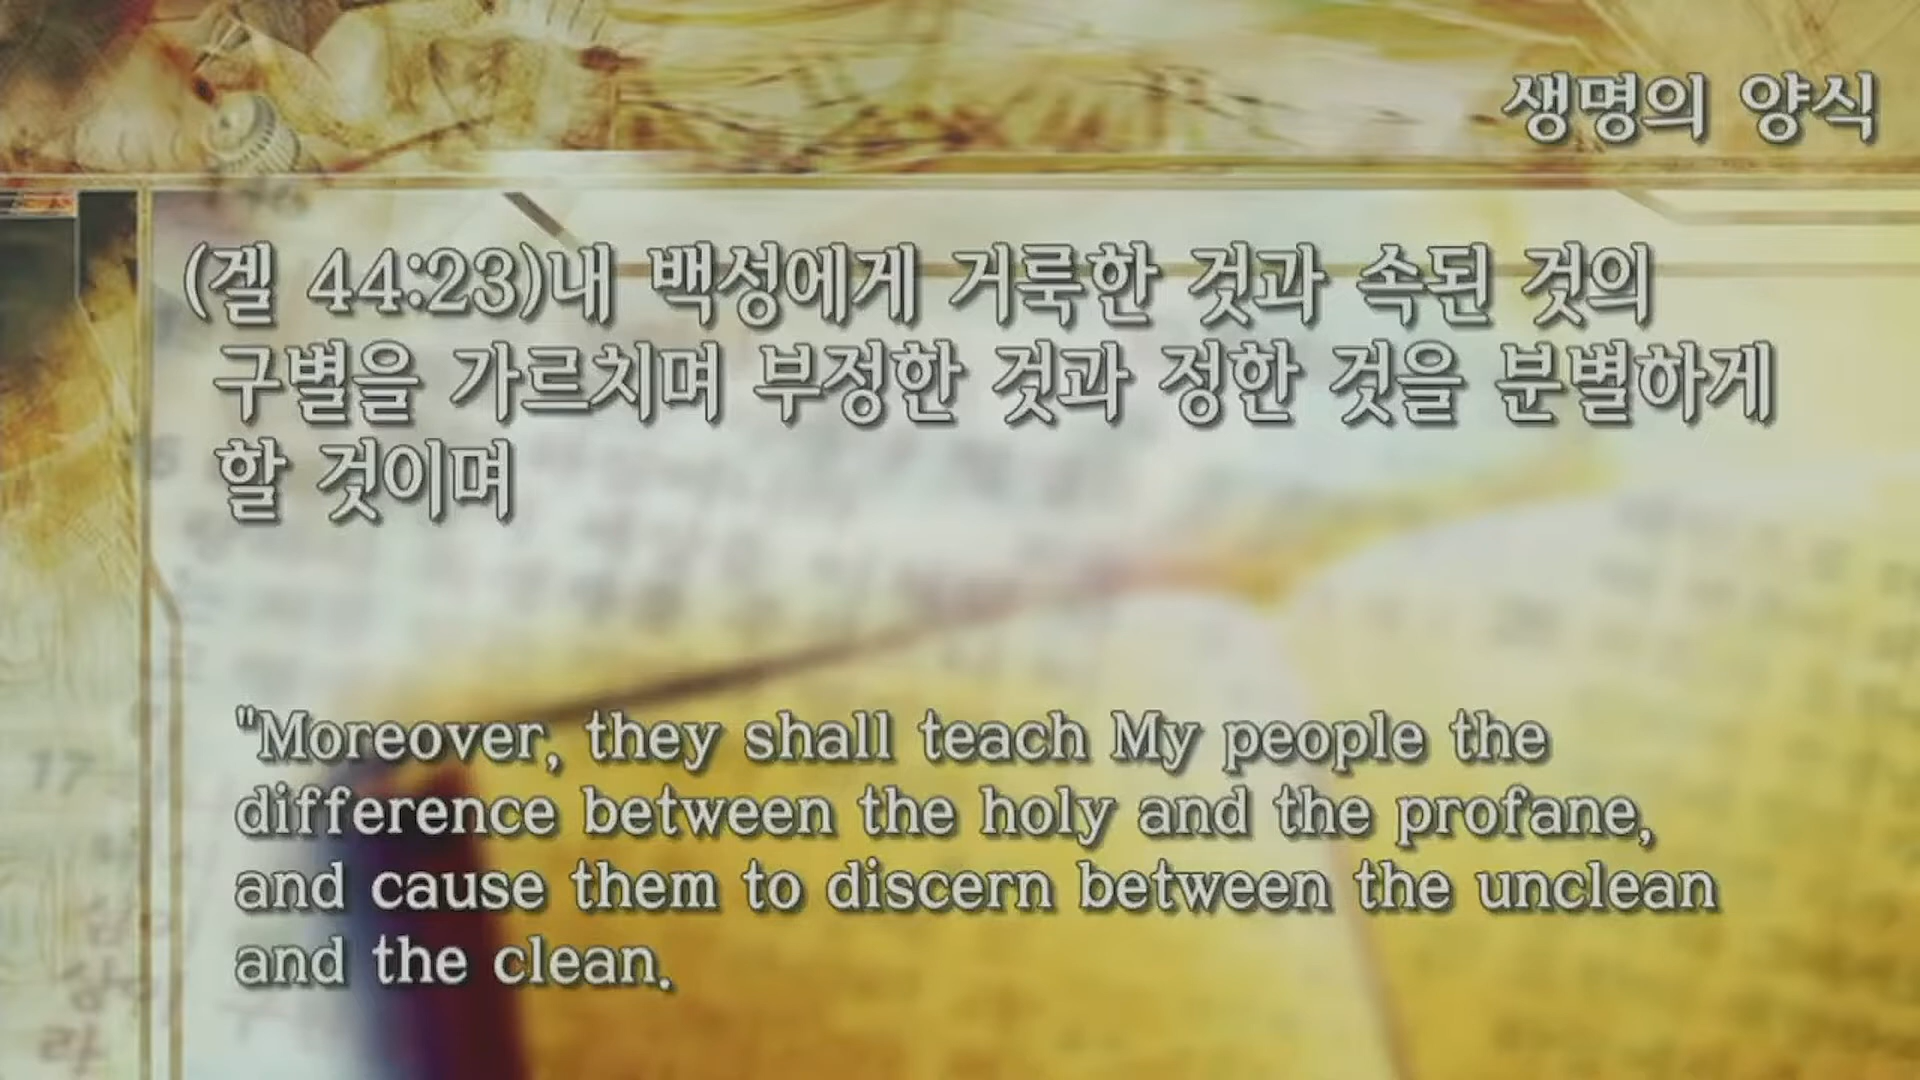 생명의 양식
(겔 44:23)내 백성에게 거룩한 것과 속된 것의
구별을 가르치며 부정한 것과 정한 것을 분별하게
할 것이며
"Moreover, they shall teach My people the
difference between the holy and the profane,
and cause them to discern between the unclean
and the clean.